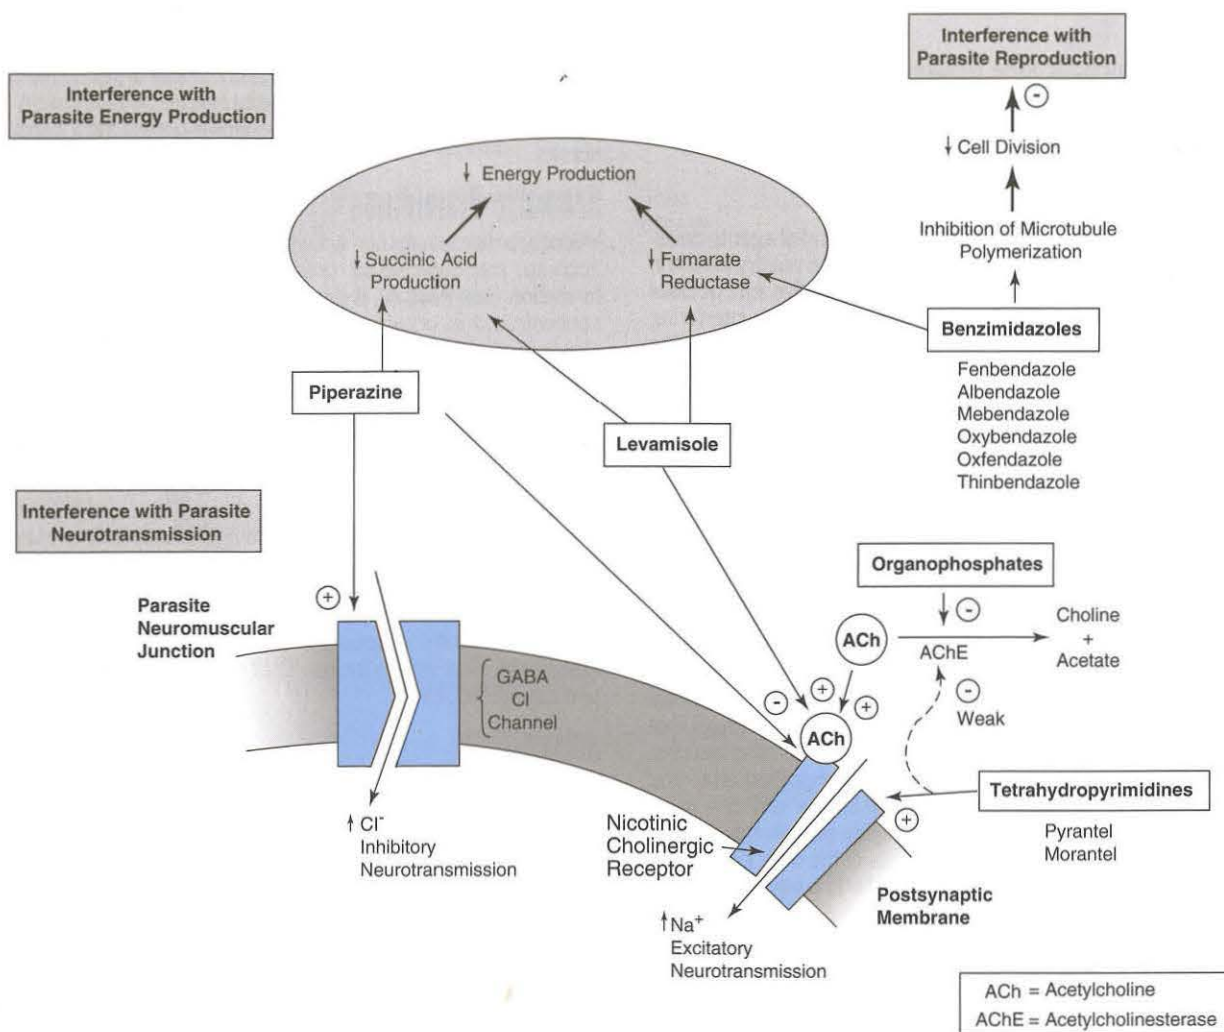 Interference with
Parasite Reproduction
Interference with
Parasite Energy Production
-
↓ Cell Division
↓ Energy Production
Inhibition of Microtubule
Polymerization
↓ Succinic Acid
Production
↓ Fumarate
Reductase
Benzimidazoles
Fenbendazole
Albendazole
Mebendazole
Oxybendazole
Oxfendazole
Thinbendazole
Piperazine
Levamisole
Interference with Parasite
Neurotransmission
Organophosphates
-
+
Parasite
Neuromuscular
Junction
ACh
AChE
Choline
+
Acetate
-
Weak
GABA
Cl
Channel
-
+
+
ACh
Tetrahydropyrimidines
+
Pyrantel
Morantel
↑ Cl-
Inhibitory
Neurotransmission
Nicotinic
Cholinergic
Receptor
Postsynaptic
Membrane
↑Na+
Excitatory
Neurotransmission
ACh = Acetylcholine
AChE = Acetylcholinesterase